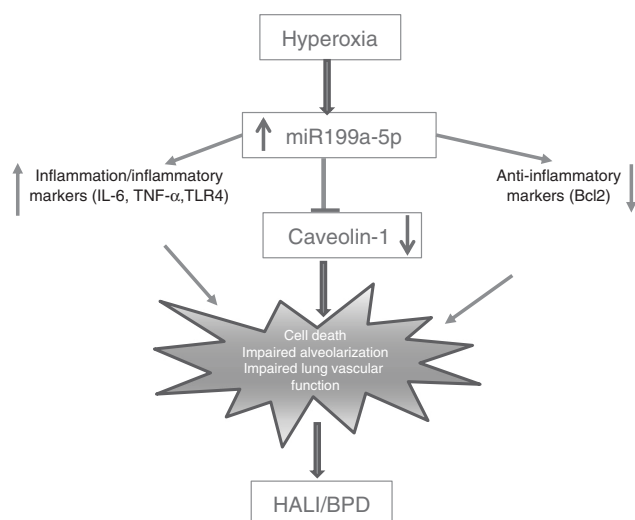 Hyperoxia
miR199a-5p
Inflammation/inflammatory
markers (IL-6, TNF-α,TLR4)
Anti-inflammatory
markers (Bcl2)
Caveolin-1
Cell death
Impaired alveolarization
Impaired lung vascular
function
HALI/BPD